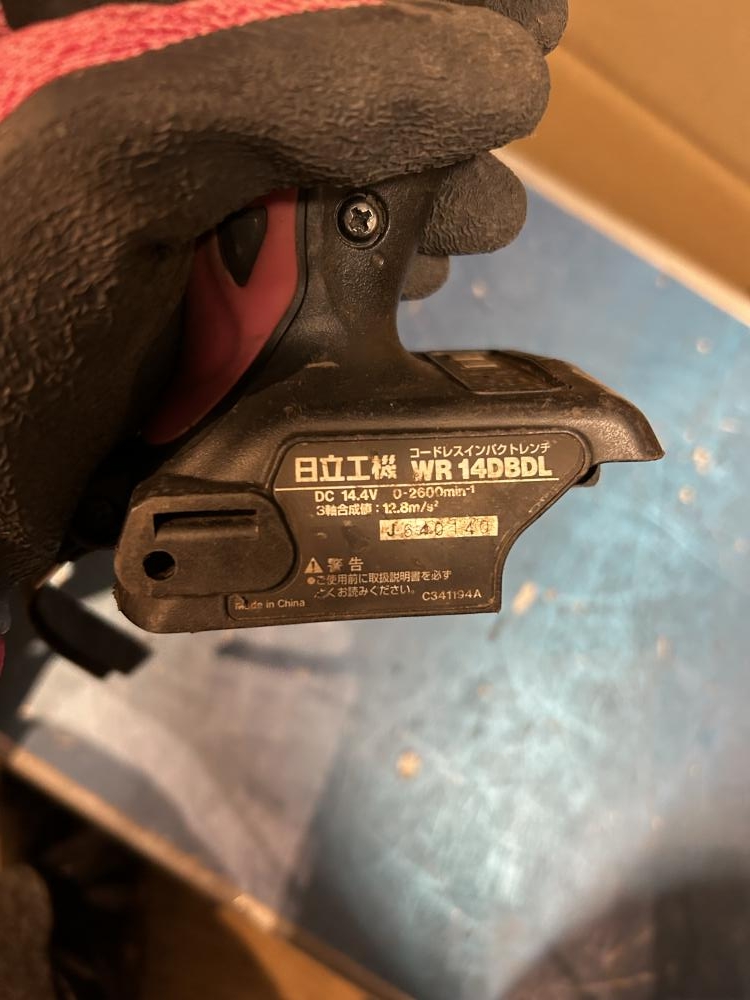 コードレスインパクトレンチ
日立工機 WR 14DBDL
DC 14.4V 0-2600min⁻¹
3軸合成値:12.8m/s²
J640140
⚠警告
●ご使用前に取扱説明書を必ず
よくお読みください。
Made in China
C341194A